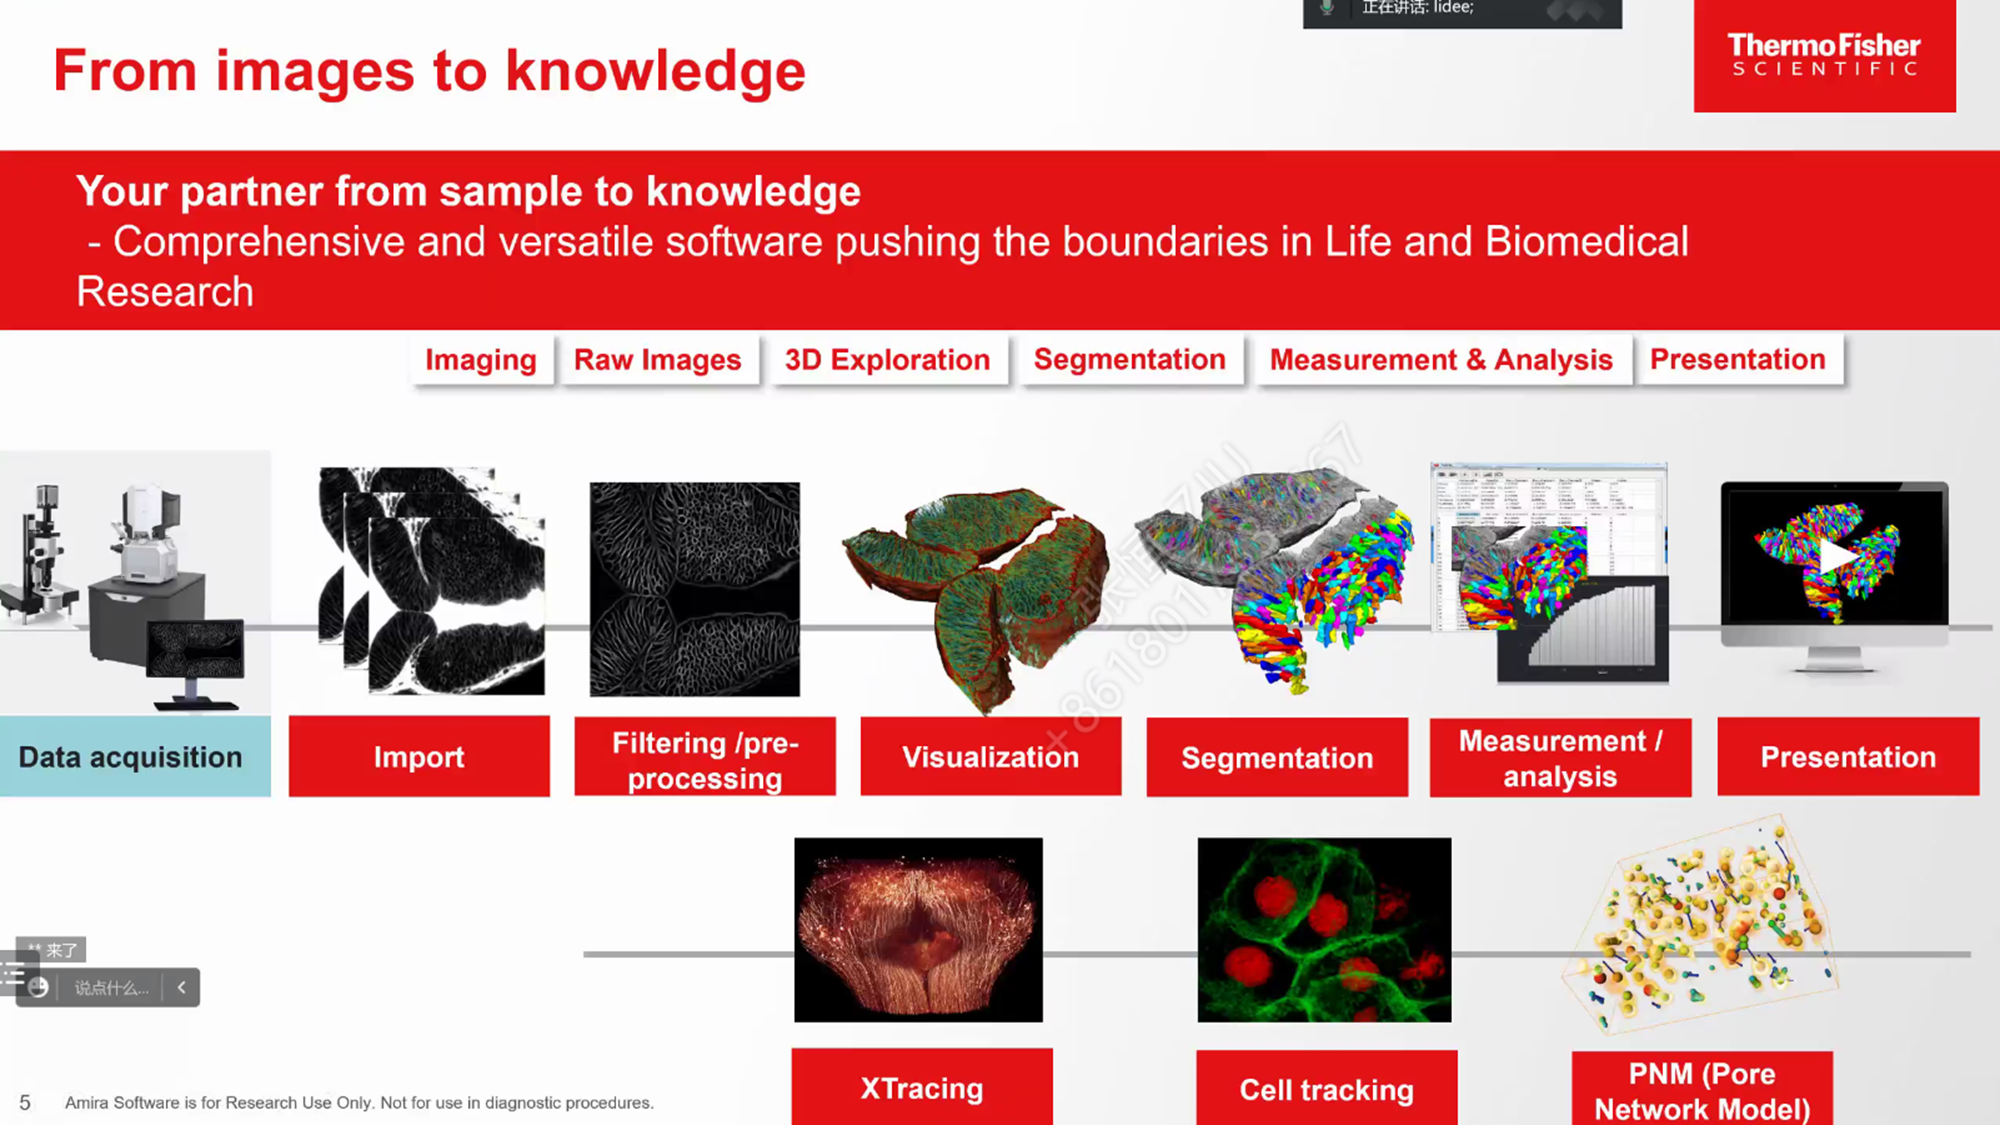 正在讲话: lidee;
From images to knowledge
ThermoFisher
SCIENTIFIC
Your partner from sample to knowledge
- Comprehensive and versatile software pushing the boundaries in Life and Biomedical
Research
Imaging
Raw Images
3D Exploration
Segmentation
Measurement & Analysis
Presentation
Data acquisition
Import
Filtering /pre-
processing
Visualization
Segmentation
Measurement /
analysis
Presentation
** 来了
说点什么...
XTracing
Cell tracking
PNM (Pore
Network Model)
5
Amira Software is for Research Use Only. Not for use in diagnostic procedures.